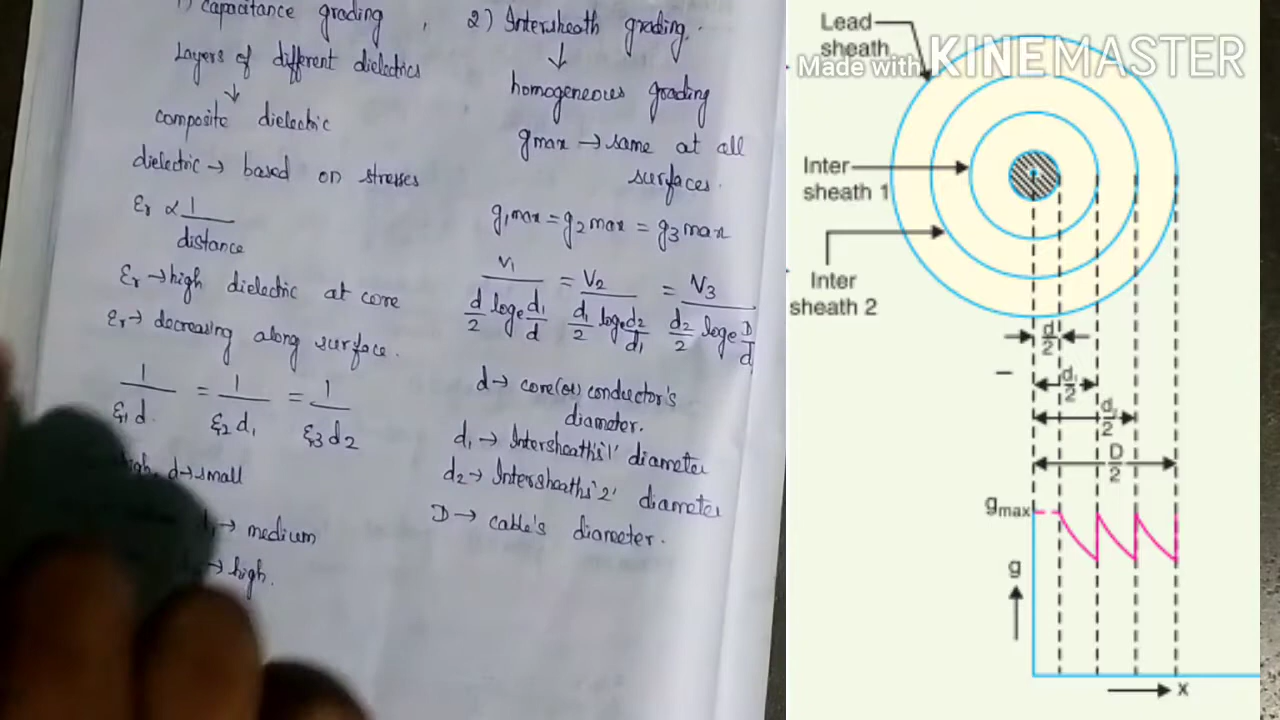 1) Capacitance grading,
Layers of different dielectrics
↓
composite dielectric
dielectric → based on stresses
εr ∝ 1/distance
εr → high dielectric at core
εr → decreasing along surface.
1/ε1d = 1/ε2d1 = 1/ε3d2
d → small
→ medium
→ high.
2) Intersheath grading.
↓
homogeneous grading
gmax → same at all
surfaces.
g1max = g2max = g3max
V1/(d/2 loge d1/d) = V2/(d1/2 loge d2/d1) = V3/(d2/2 loge D/d)
d → core (or) conductor's
diameter.
d1 → Intersheath's '1' diameter
d2 → Intersheaths '2' diameter
D → cable's diameter.
Lead
sheath
Made with KINEMASTER
Inter
sheath 1
Inter
sheath 2
d/2
d1/2
d2/2
D/2
gmax
g
x